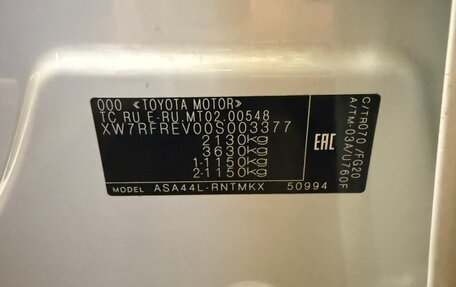 ООО «TOYOTA MOTOR»
TC RU E-RU.MT02.00548
XW7RFREV00S003377
2130kg
3630kg
1-1150kg
2-1150kg
MODEL ASA44L-RNTMKX 50994
EAC
C/TR070 /FG20
A/TM-03A/U760F